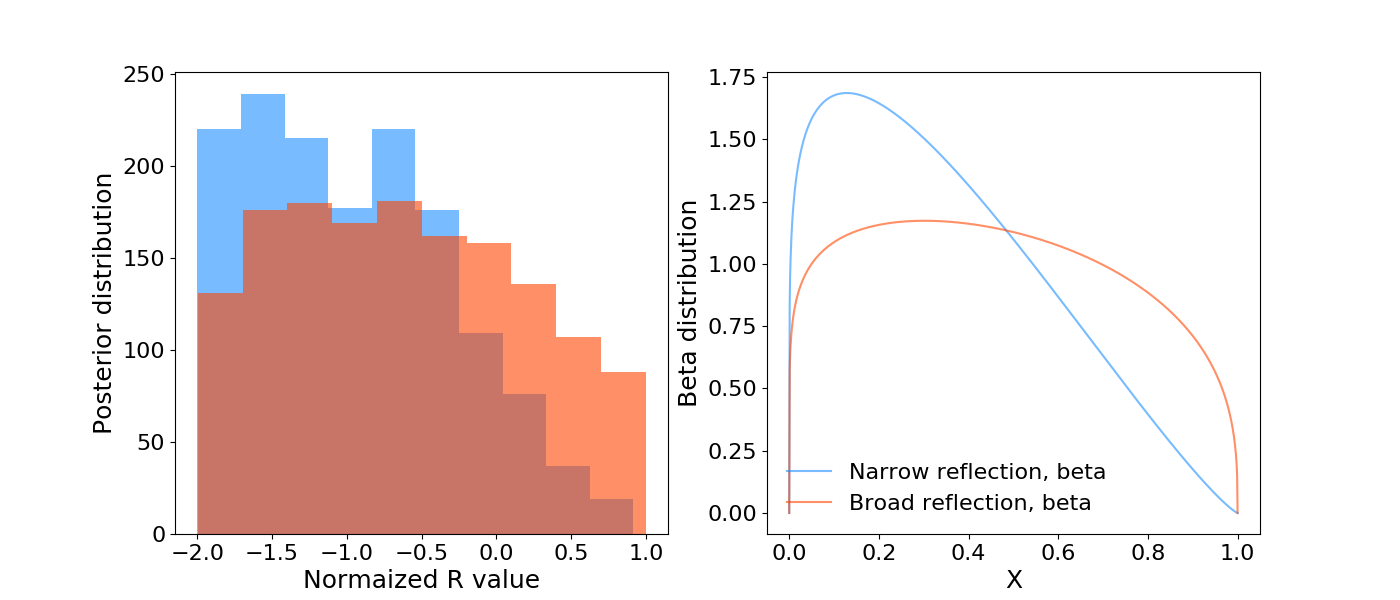 Posterior distribution
250
200
150
100
50
0
−2.0 −1.5 −1.0 −0.5 0.0 0.5 1.0
Normaized R value
Beta distribution
1.75
1.50
1.25
1.00
0.75
0.50
0.25
0.00
Narrow reflection, beta
Broad reflection, beta
0.0 0.2 0.4 0.6 0.8 1.0
X